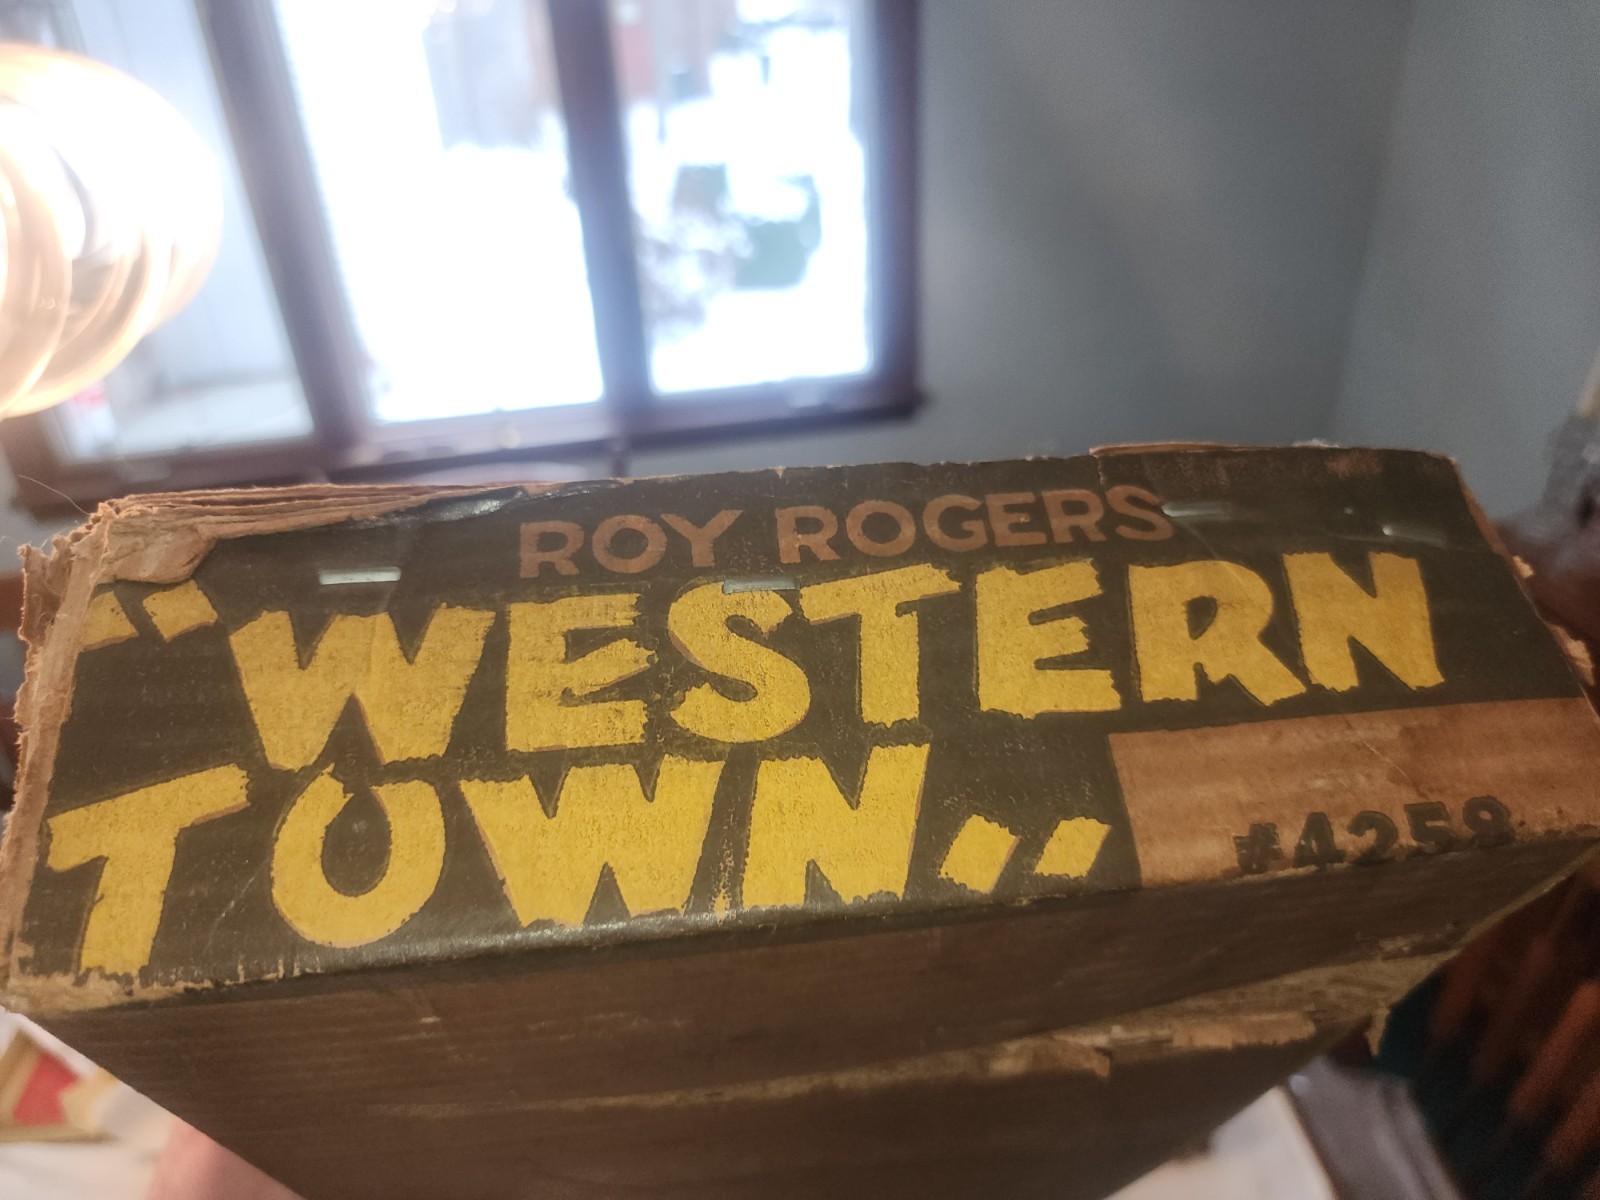 ROY ROGERS
"WESTERN
TOWN"
#4258